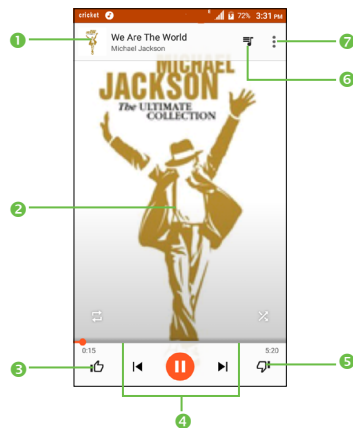 cricket 72% 3:31 PM
We Are The World
Michael Jackson
MICHAEL
JACKSON
The ULTIMATE
COLLECTION
0:15 5:20
1
2
3
4
5
6
7